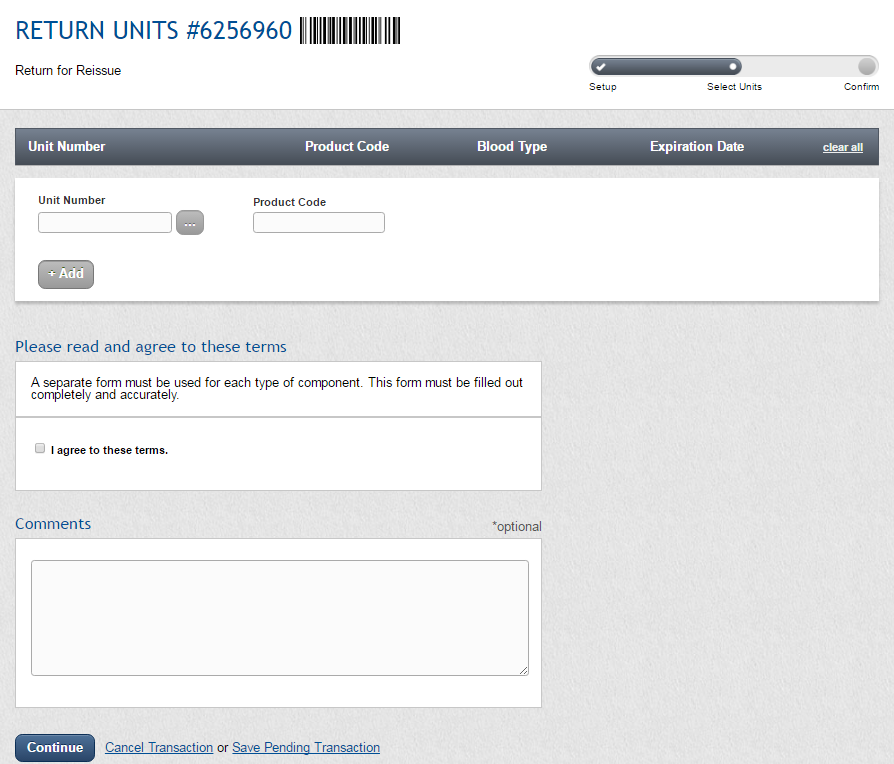 RETURN UNITS #6256960
Return for Reissue
Setup Select Units Confirm
Unit Number Product Code Blood Type Expiration Date clear all
Unit Number Product Code
...
+ Add
Please read and agree to these terms
A separate form must be used for each type of component. This form must be filled out
completely and accurately.
I agree to these terms.
Comments *optional
Continue Cancel Transaction or Save Pending Transaction